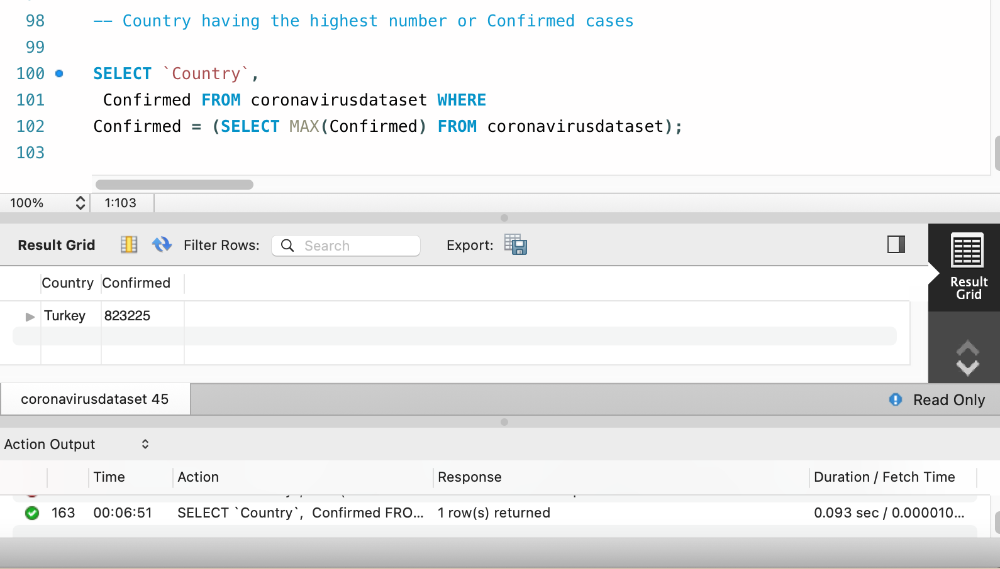 98 -- Country having the highest number or Confirmed cases
99
100 SELECT `Country`,
101 Confirmed FROM coronavirusdataset WHERE
102 Confirmed = (SELECT MAX(Confirmed) FROM coronavirusdataset);
103
100% 1:103
Result Grid Filter Rows: Search Export:
Result
Grid
Country Confirmed
Turkey 823225
coronavirusdataset 45 Read Only
Action Output
Time Action Response Duration / Fetch Time
163 00:06:51 SELECT `Country`, Confirmed FRO... 1 row(s) returned 0.093 sec / 0.000010...